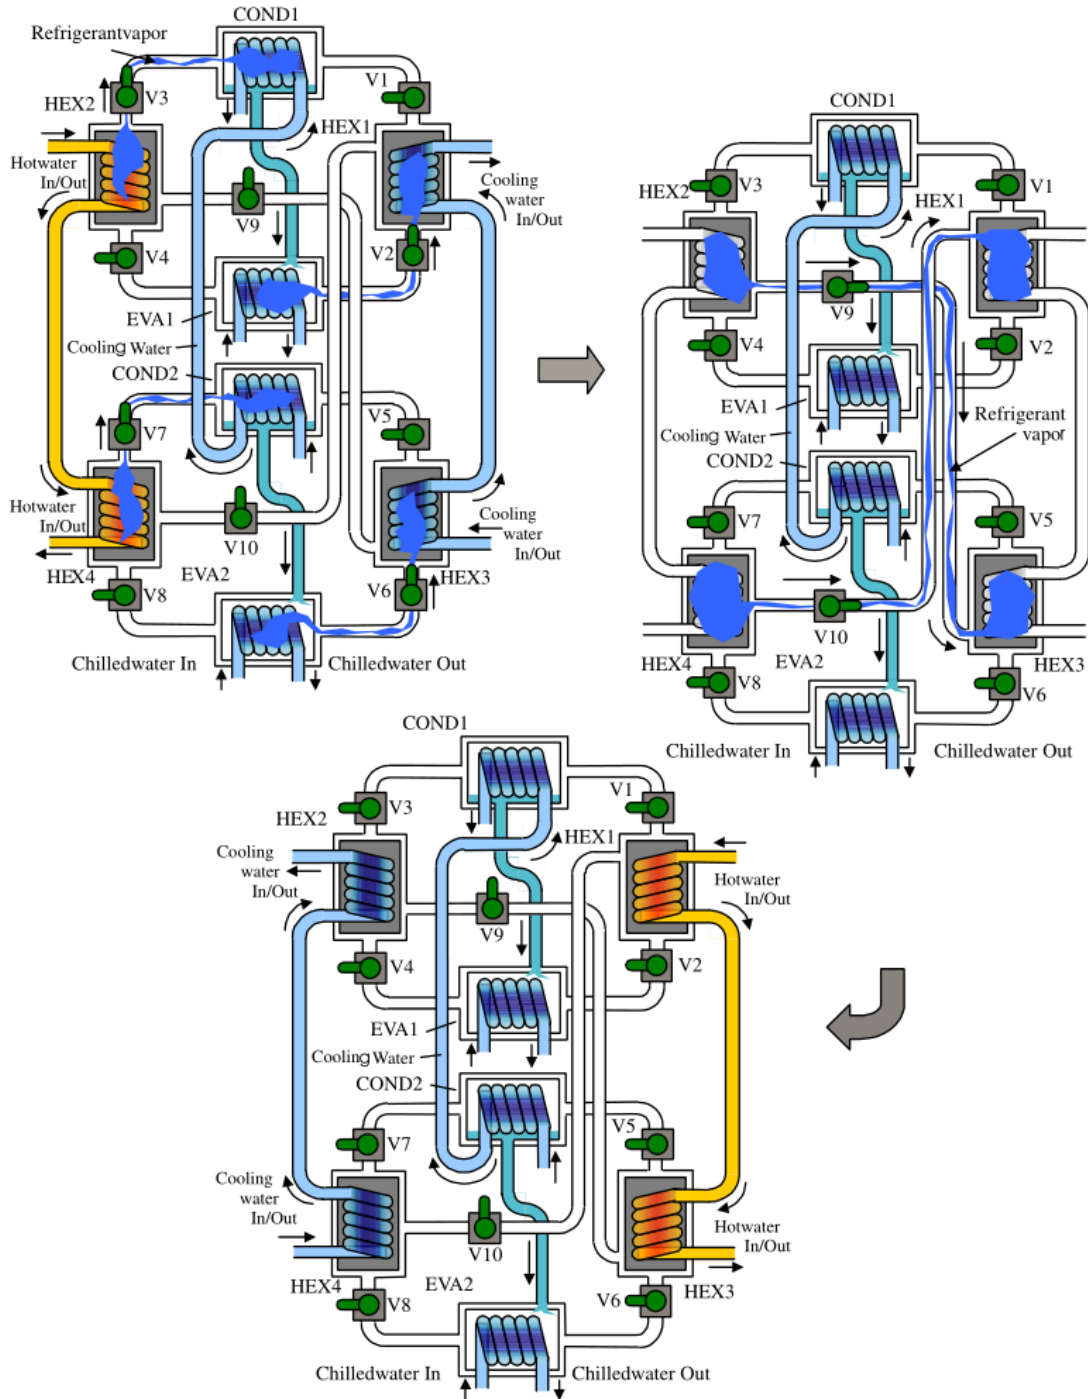 COND1
Refrigerantvapor
V3
V1
HEX2
HEX1
Hotwater
In/Out
Cooling
water
In/Out
V9
V4
V2
EVA1
Cooling Water
COND2
V7
V5
Hotwater
In/Out
Cooling
water
In/Out
V10
HEX4
EVA2
HEX3
V8
V6
Chilledwater In
Chilledwater Out
COND1
HEX2
V3
V1
HEX1
V9
V4
V2
EVA1
Refrigerant
vapor
Cooling Water
COND2
V7
V5
V10
HEX4
EVA2
HEX3
V8
V6
Chilledwater In
Chilledwater Out
COND1
V3
V1
HEX2
HEX1
Cooling
water
In/Out
Hotwater
In/Out
V9
V4
V2
EVA1
Cooling Water
COND2
V7
V5
Cooling
water
In/Out
Hotwater
In/Out
V10
HEX4
EVA2
HEX3
V8
V6
Chilledwater In
Chilledwater Out